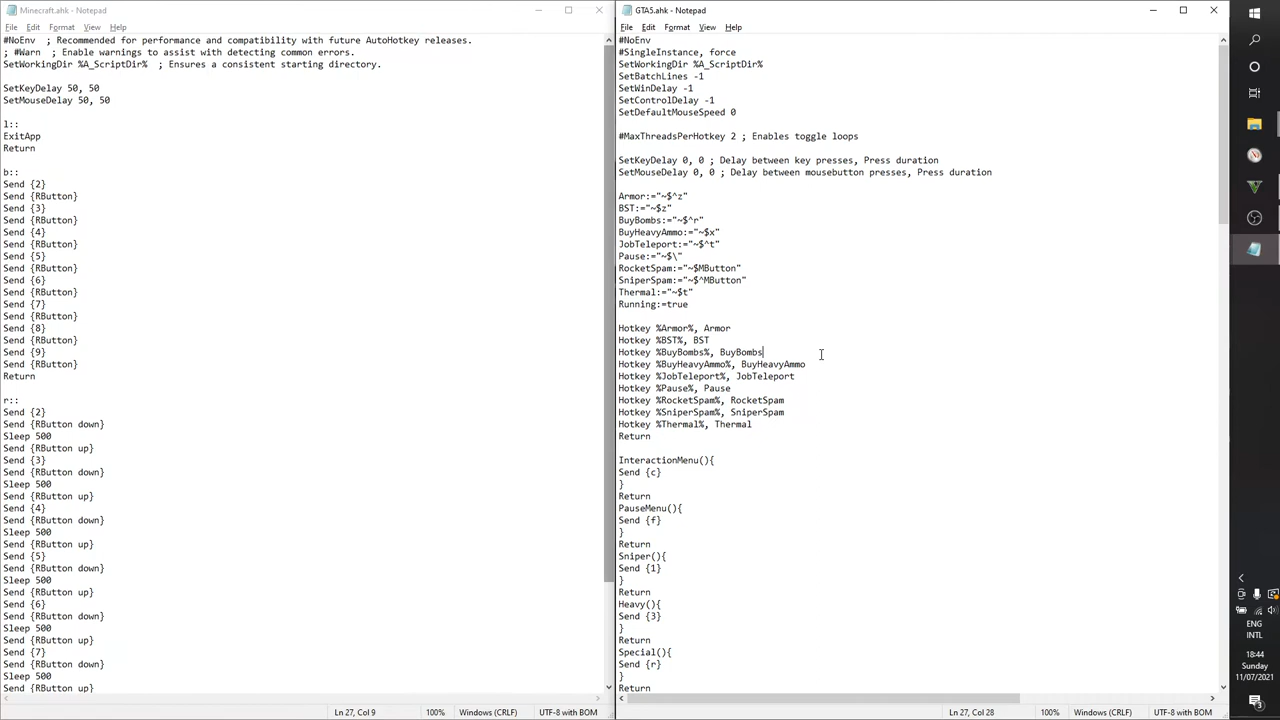 Minecraft.ahk - Notepad
File Edit Format View Help
#NoEnv  ; Recommended for performance and compatibility with future AutoHotkey releases.
; #Warn  ; Enable warnings to assist with detecting common errors.
SetWorkingDir %A_ScriptDir%  ; Ensures a consistent starting directory.
SetKeyDelay 50, 50
SetMouseDelay 50, 50
l::
ExitApp
Return
b::
Send {2}
Send {RButton}
Send {3}
Send {RButton}
Send {4}
Send {RButton}
Send {5}
Send {RButton}
Send {6}
Send {RButton}
Send {7}
Send {RButton}
Send {8}
Send {RButton}
Send {9}
Send {RButton}
Return
r::
Send {2}
Send {RButton down}
Sleep 500
Send {RButton up}
Send {3}
Send {RButton down}
Sleep 500
Send {RButton up}
Send {4}
Send {RButton down}
Sleep 500
Send {RButton up}
Send {5}
Send {RButton down}
Sleep 500
Send {RButton up}
Send {6}
Send {RButton down}
Sleep 500
Send {RButton up}
Send {7}
Send {RButton down}
Sleep 500
Send {RButton up}
Ln 27, Col 9 100% Windows (CRLF) UTF-8 with BOM
GTA5.ahk - Notepad
File Edit Format View Help
#NoEnv
#SingleInstance, force
SetWorkingDir %A_ScriptDir%
SetBatchLines -1
SetWinDelay -1
SetControlDelay -1
SetDefaultMouseSpeed 0
#MaxThreadsPerHotkey 2 ; Enables toggle loops
SetKeyDelay 0, 0 ; Delay between key presses, Press duration
SetMouseDelay 0, 0 ; Delay between mousebutton presses, Press duration
Armor:="~$^z"
BST:="~$z"
BuyBombs:="~$^r"
BuyHeavyAmmo:="~$x"
JobTeleport:="~$^t"
Pause:="~$\"
RocketSpam:="~$MButton"
SniperSpam:="~$^MButton"
Thermal:="~$t"
Running:=true
Hotkey %Armor%, Armor
Hotkey %BST%, BST
Hotkey %BuyBombs%, BuyBombs
Hotkey %BuyHeavyAmmo%, BuyHeavyAmmo
Hotkey %JobTeleport%, JobTeleport
Hotkey %Pause%, Pause
Hotkey %RocketSpam%, RocketSpam
Hotkey %SniperSpam%, SniperSpam
Hotkey %Thermal%, Thermal
Return
InteractionMenu(){
Send {c}
}
Return
PauseMenu(){
Send {f}
}
Return
Sniper(){
Send {1}
}
Return
Heavy(){
Send {3}
}
Return
Special(){
Send {r}
}
Return
Ln 27, Col 28 100% Windows (CRLF) UTF-8 with BOM
ENG
INTL
18:44
Sunday
11/07/2021
3